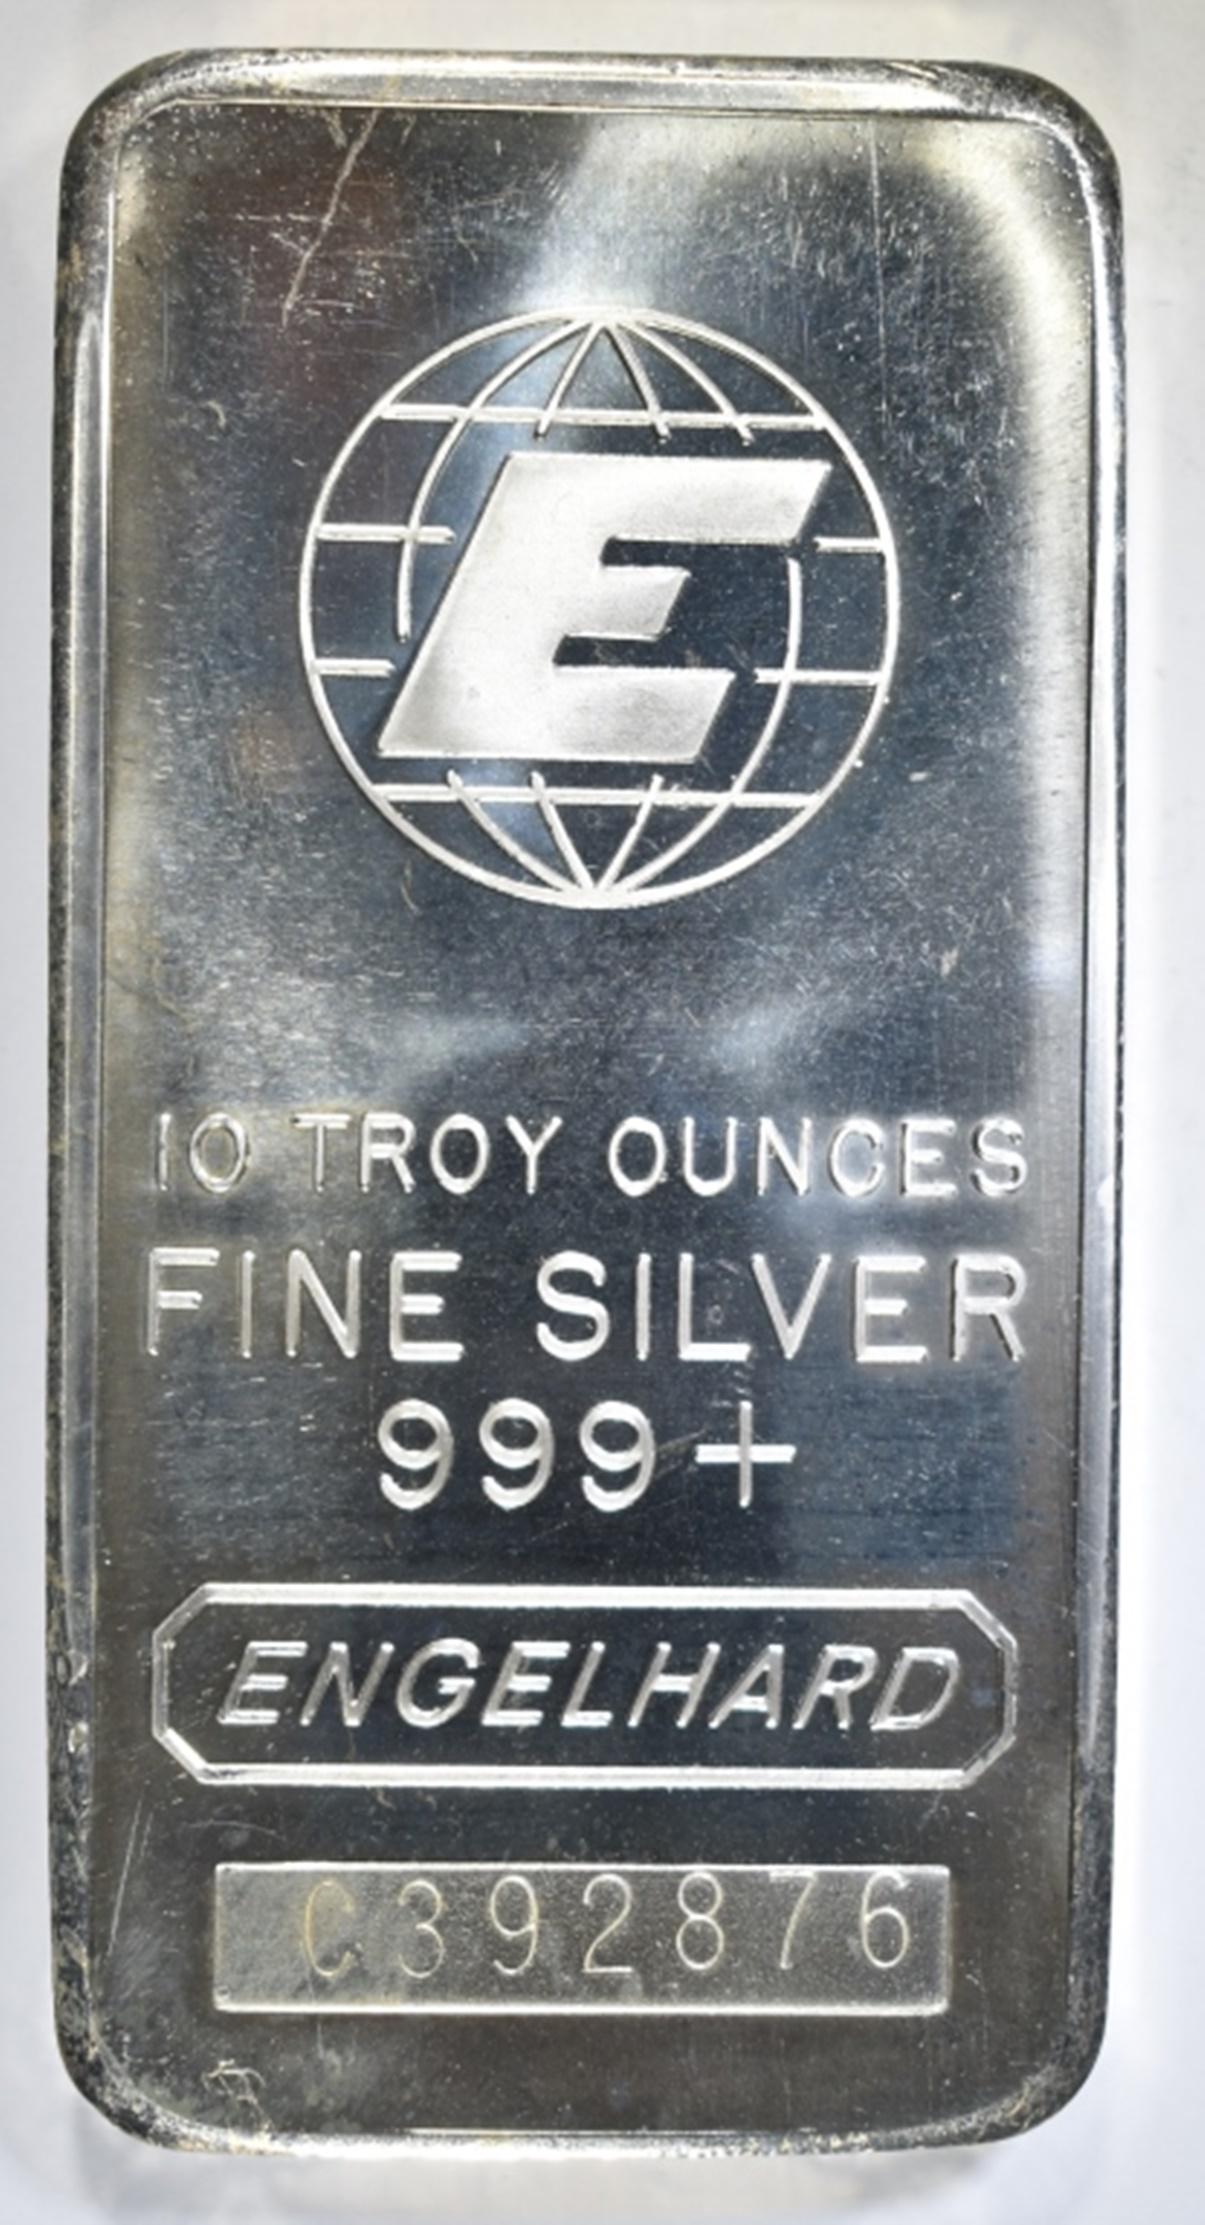 E
10 TROY OUNCES
FINE SILVER
999+
ENGELHARD
C392876